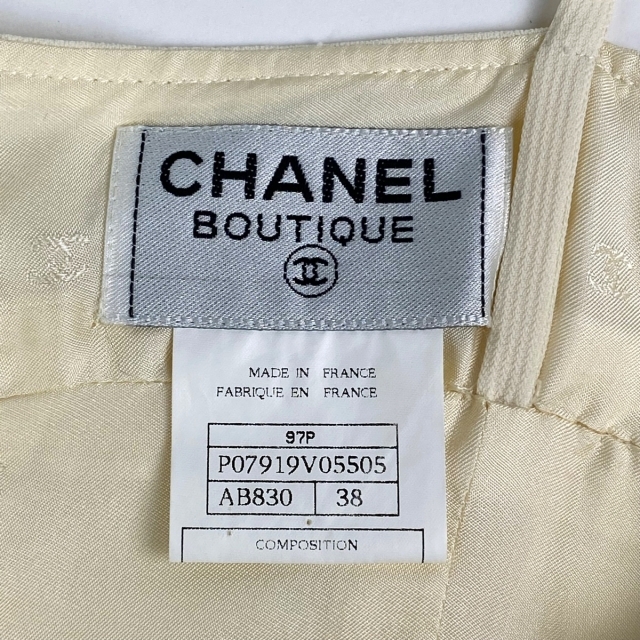 CHANEL
BOUTIQUE
MADE IN FRANCE
FABRIQUE EN FRANCE
97P
P07919V05505
AB830 38
COMPOSITION